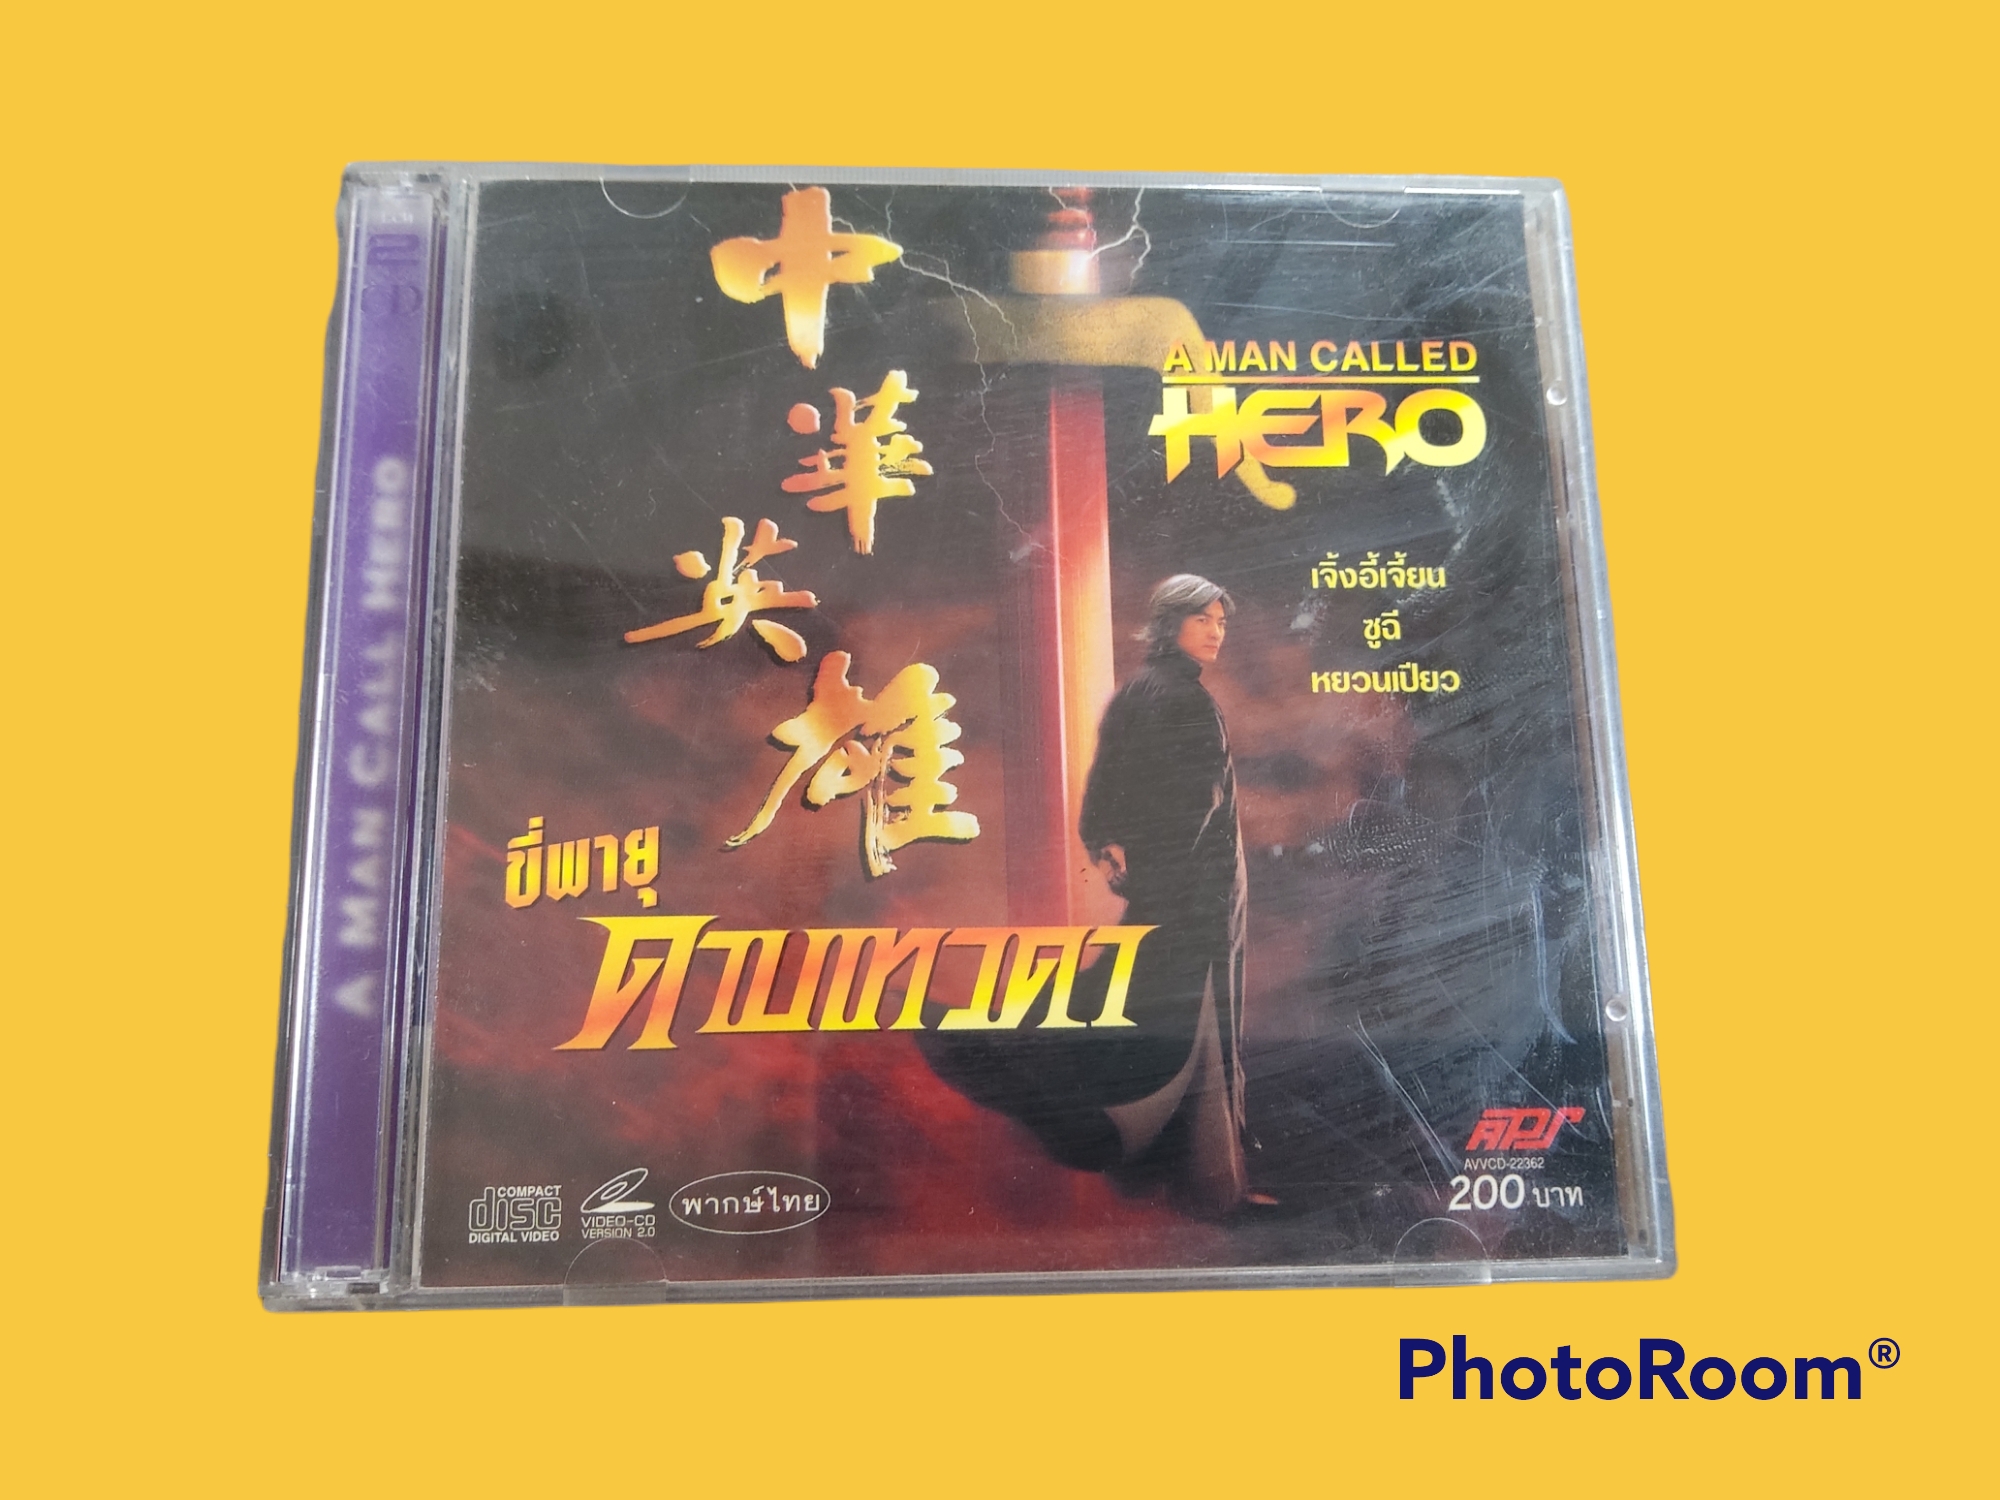 2
A MAN CALL HERO
中
華
英
雄
A MAN CALLED
HERO
เจิ้งอี้เจี้ยน
ซูฉี
หยวนเปียว
ขี่พายุ
ดาบเทวดา
COMPACT
disc
DIGITAL VIDEO
VIDEO-CD
VERSION 2.0
พากษ์ไทย
APS
AVVCD-22362
200 บาท
PhotoRoom®